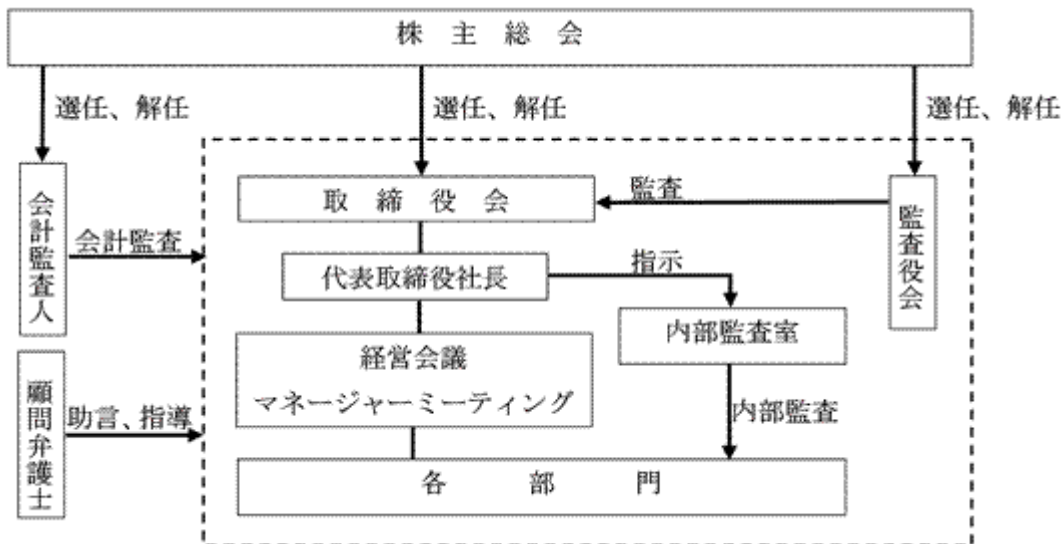 株主総会
選任、解任
選任、解任
選任、解任
会計監査人
会計監査
取締役会
監査
監査役会
代表取締役社長
指示
内部監査室
経営会議
マネージャーミーティング
顧問弁護士
助言、指導
内部監査
各部門